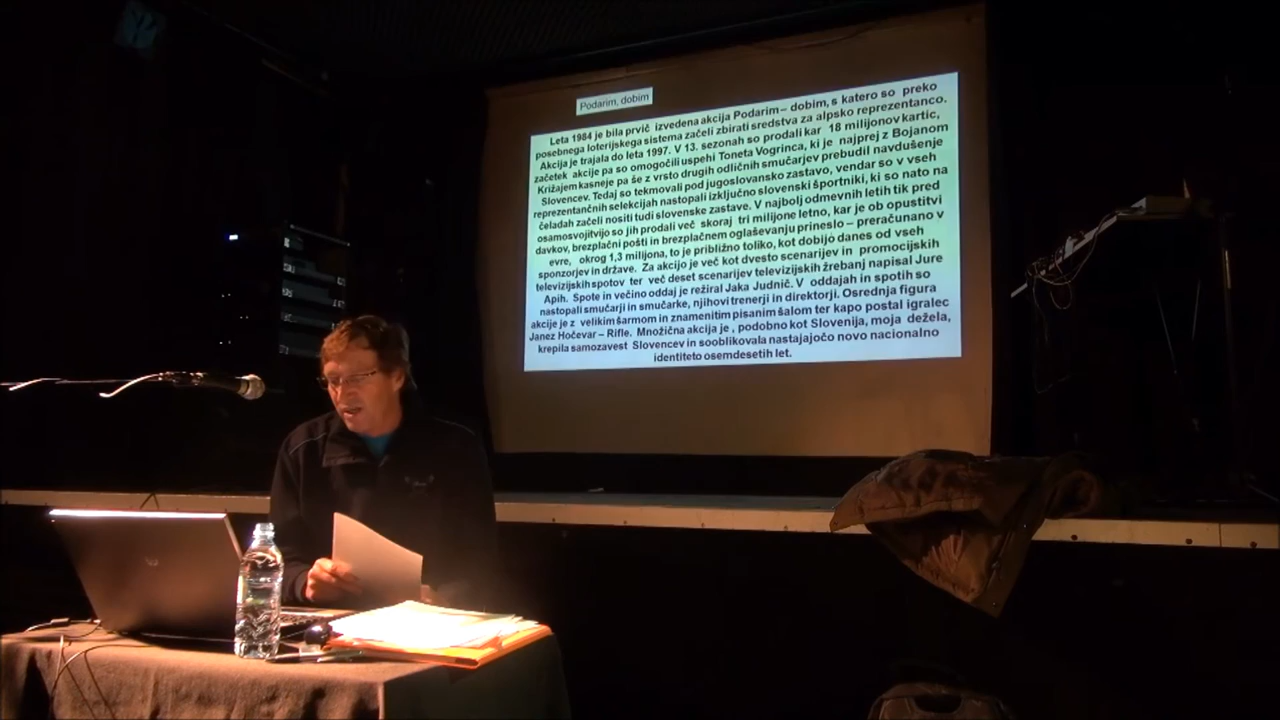 Podarim, dobim
Leta 1984 je bila prvič izvedena akcija Podarim – dobim, s katero so preko
posebnega loterijskega sistema začeli zbirati sredstva za alpsko reprezentanco.
Akcija je trajala do leta 1997. V 13. sezonah so prodali kar 18 milijonov kartic,
začetek akcije pa so omogočili uspehi Toneta Vogrinca, ki je najprej z Bojanom
Križajem kasneje pa še z vrsto drugih odličnih smučarjev prebudil navdušenje
Slovencev. Tedaj so tekmovali pod jugoslovansko zastavo, vendar so v vseh
reprezentančnih selekcijah nastopali izključno slovenski športniki, ki so nato na
čeladah začeli nositi tudi slovenske zastave. V najbolj odmevnih letih tik pred
osamosvojitvijo so jih prodali več skoraj tri milijone letno, kar je ob opustitvi
davkov, brezplačni pošti in brezplačnem oglaševanju prineslo – preračunano v
evre, okrog 1,3 milijona, to je približno toliko, kot dobijo danes od vseh
sponzorjev in države. Za akcijo je več kot dvesto scenarijev in promocijskih
televizijskih spotov ter več deset scenarijev televizijskih žrebanj napisal Jure
Apih. Spote in večino oddaj je režiral Jaka Judnič. V oddajah in spotih so
nastopali smučarji in smučarke, njihovi trenerji in direktorji. Osrednja figura
akcije je z velikim šarmom in znamenitim pisanim šalom ter kapo postal igralec
Janez Hočevar – Rifle. Množična akcija je , podobno kot Slovenija, moja dežela,
krepila samozavest Slovencev in sooblikovala nastajajočo novo nacionalno
identiteto osemdesetih let.